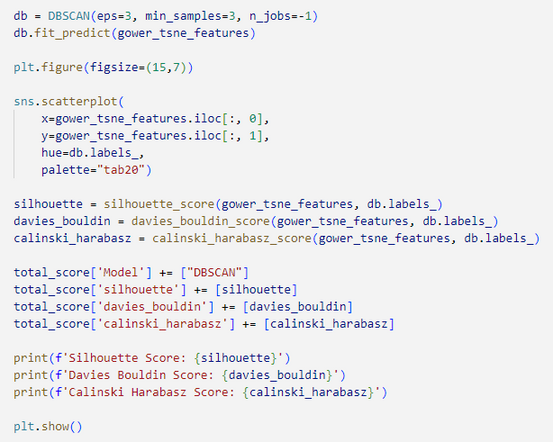 db = DBSCAN(eps=3, min_samples=3, n_jobs=-1)
db.fit_predict(gower_tsne_features)
plt.figure(figsize=(15,7))
sns.scatterplot(
x=gower_tsne_features.iloc[:, 0],
y=gower_tsne_features.iloc[:, 1],
hue=db.labels_,
palette="tab20")
silhouette = silhouette_score(gower_tsne_features, db.labels_)
davies_bouldin = davies_bouldin_score(gower_tsne_features, db.labels_)
calinski_harabasz = calinski_harabasz_score(gower_tsne_features, db.labels_)
total_score['Model'] += ["DBSCAN"]
total_score['silhouette'] += [silhouette]
total_score['davies_bouldin'] += [davies_bouldin]
total_score['calinski_harabasz'] += [calinski_harabasz]
print(f'Silhouette Score: {silhouette}')
print(f'Davies Bouldin Score: {davies_bouldin}')
print(f'Calinski Harabasz Score: {calinski_harabasz}')
plt.show()